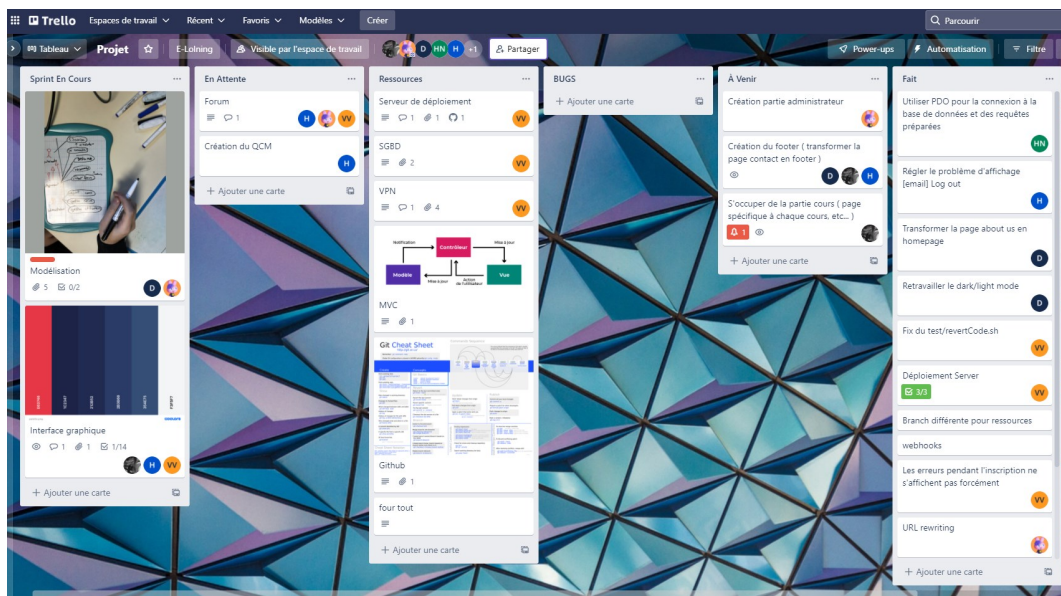 Trello
Espaces de travail
Récent
Favoris
Modèles
Créer
Parcourir
Tableau
Projet
E-Lolning
Visible par l'espace de travail
D
HN
H
+1
Partager
Power-ups
Automatisation
Filtre
Sprint En Cours
Modélisation
5
0/2
D
Interface graphique
1
1
1/14
H
VV
+ Ajouter une carte
En Attente
Forum
1
H
VV
Création du QCM
H
+ Ajouter une carte
Ressources
Serveur de déploiement
1
1
1
VV
SGBD
2
VV
VPN
1
4
VV
Notification
Contrôleur
Mise à jour
Modèle
Mise à jour
Action
de l'utilisateur
Vue
MVC
1
Git Cheat Sheet
Github
1
four tout
+ Ajouter une carte
BUGS
+ Ajouter une carte
À Venir
Création partie administrateur
Création du footer ( transformer la
page contact en footer )
D
H
S'occuper de la partie cours ( page
spécifique à chaque cours, etc... )
1
+ Ajouter une carte
Fait
Utiliser PDO pour la connexion à la
base de données et des requêtes
préparées
HN
Régler le problème d'affichage
[email] Log out
H
Transformer la page about us en
homepage
D
Retravailler le dark/light mode
D
Fix du test/revertCode.sh
VV
Déploiement Server
3/3
VV
Branch différente pour ressources
webhooks
Les erreurs pendant l'inscription ne
s'affichent pas forcément
VV
URL rewriting
+ Ajouter une carte